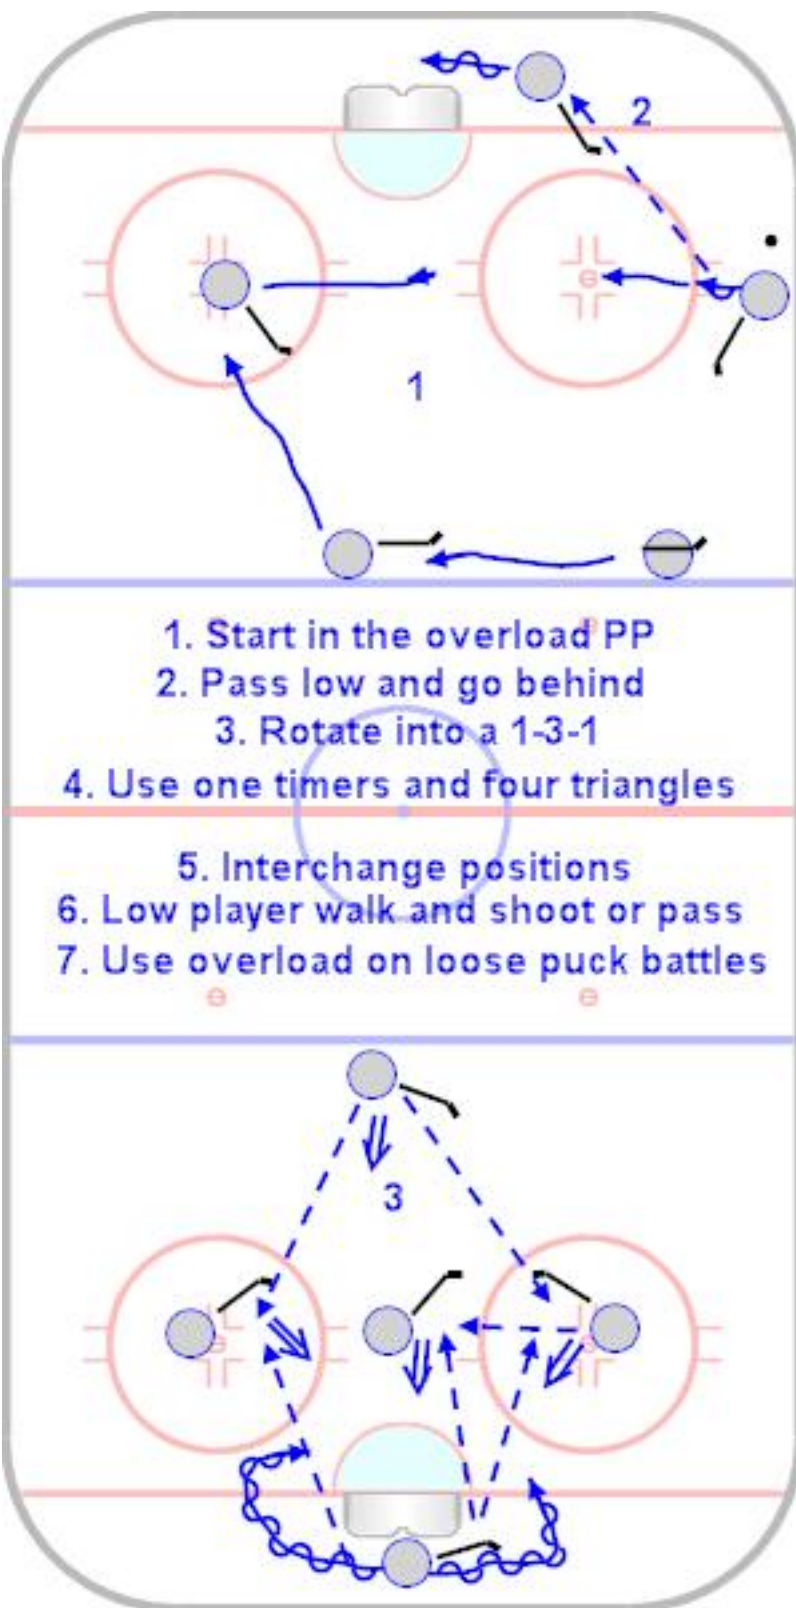 2
1
1. Start in the overload PP
2. Pass low and go behind
3. Rotate into a 1-3-1
4. Use one timers and four triangles
5. Interchange positions
6. Low player walk and shoot or pass
7. Use overload on loose puck battles
3